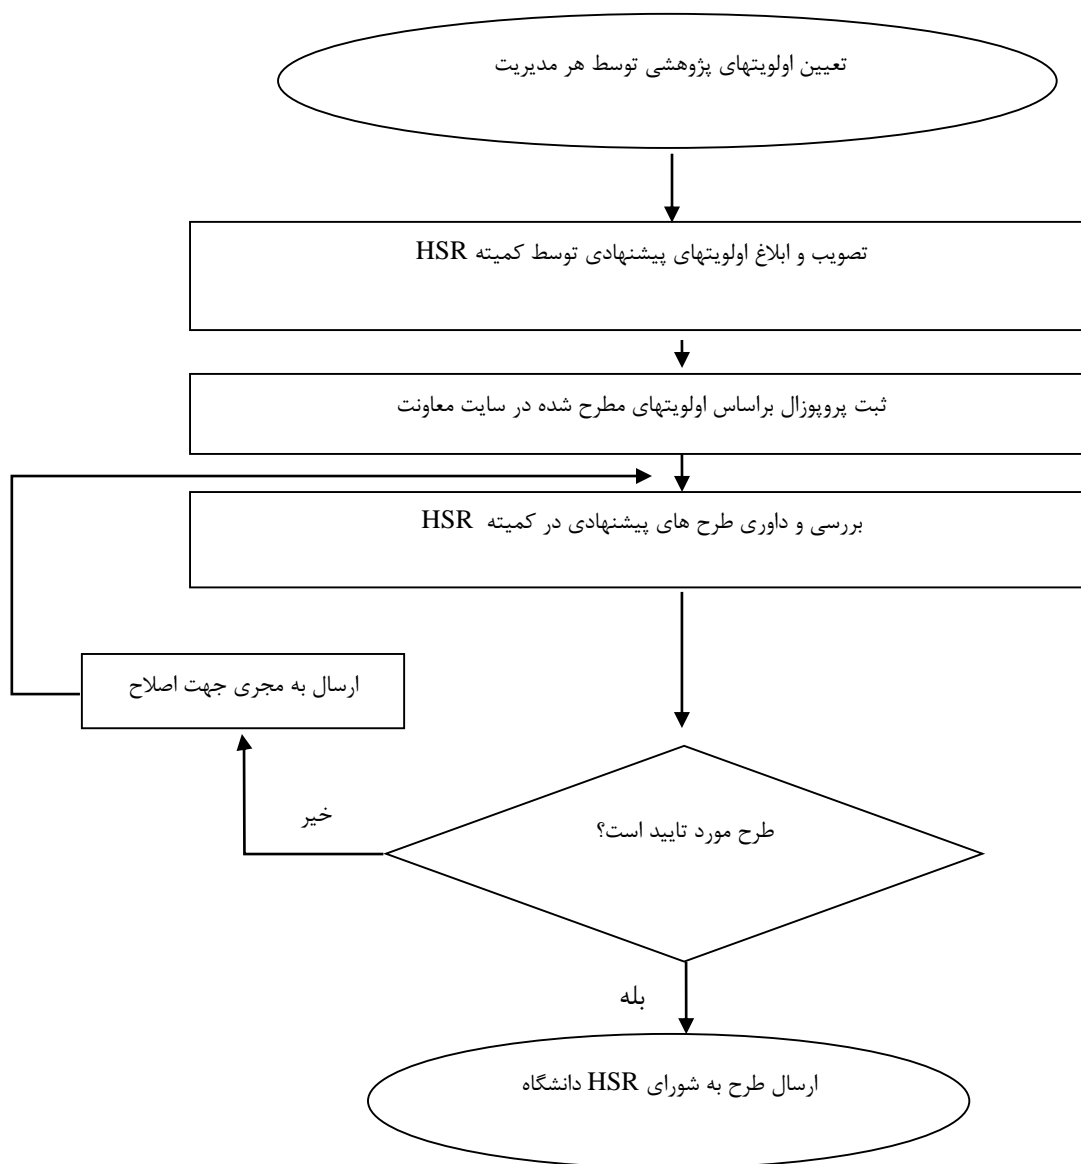 تعیین اولویتهای پژوهشی توسط هر مدیریت
تصویب و ابلاغ اولویتهای پیشنهادی توسط کمیته HSR
ثبت پروپوزال براساس اولویتهای مطرح شده در سایت معاونت
بررسی و داوری طرح های پیشنهادی در کمیته HSR
ارسال به مجری جهت اصلاح
خیر
طرح مورد تایید است؟
بله
ارسال طرح به شورای HSR دانشگاه